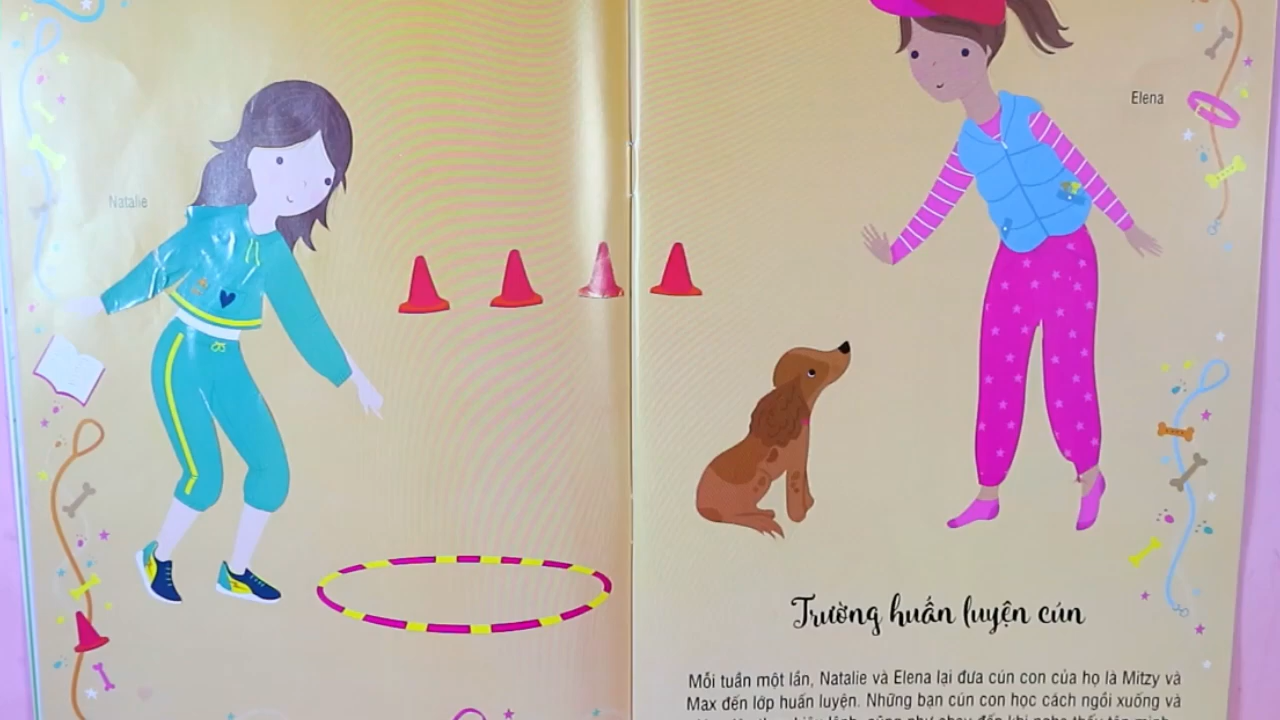 Natalie
Elena
Trường huấn luyện cún
Mỗi tuần một lần, Natalie và Elena lại đưa cún con của họ là Mitzy và
Max đến lớp huấn luyện. Những bạn cún con học cách ngồi xuống và